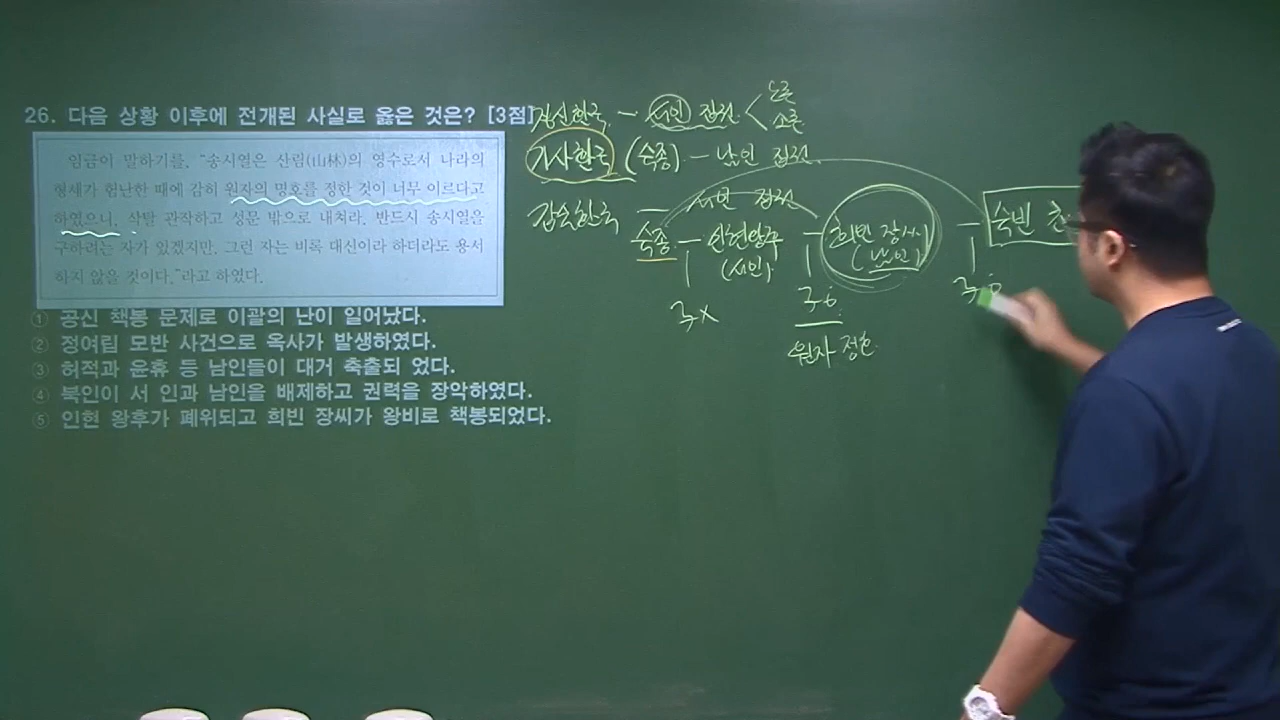 26. 다음 상황 이후에 전개된 사실로 옳은 것은? [3점]
임금이 말하기를, "송시열은 산림(山林)의 영수로서 나라의
형세가 험난한 때에 감히 원자의 명호를 정한 것이 너무 이르다고
하였으니, 삭탈 관작하고 성문 밖으로 내쳐라. 반드시 송시열을
구하려는 자가 있겠지만, 그런 자는 비록 대신이라 하더라도 용서
하지 않을 것이다."라고 하였다.
① 공신 책봉 문제로 이괄의 난이 일어났다.
② 정여립 모반 사건으로 옥사가 발생하였다.
③ 허적과 윤휴 등 남인들이 대거 축출되 었다.
④ 북인이 서 인과 남인을 배제하고 권력을 장악하였다.
⑤ 인현 왕후가 폐위되고 희빈 장씨가 왕비로 책봉되었다.
경신환국 – 서인 집권 < 노론
소론
기사환국 (숙종) – 남인 집권
갑술환국 – 서인 집권
숙종 – 인현왕후 – 희빈 장씨 – 숙빈
(서인) (남인)
子x 子
원자 정호